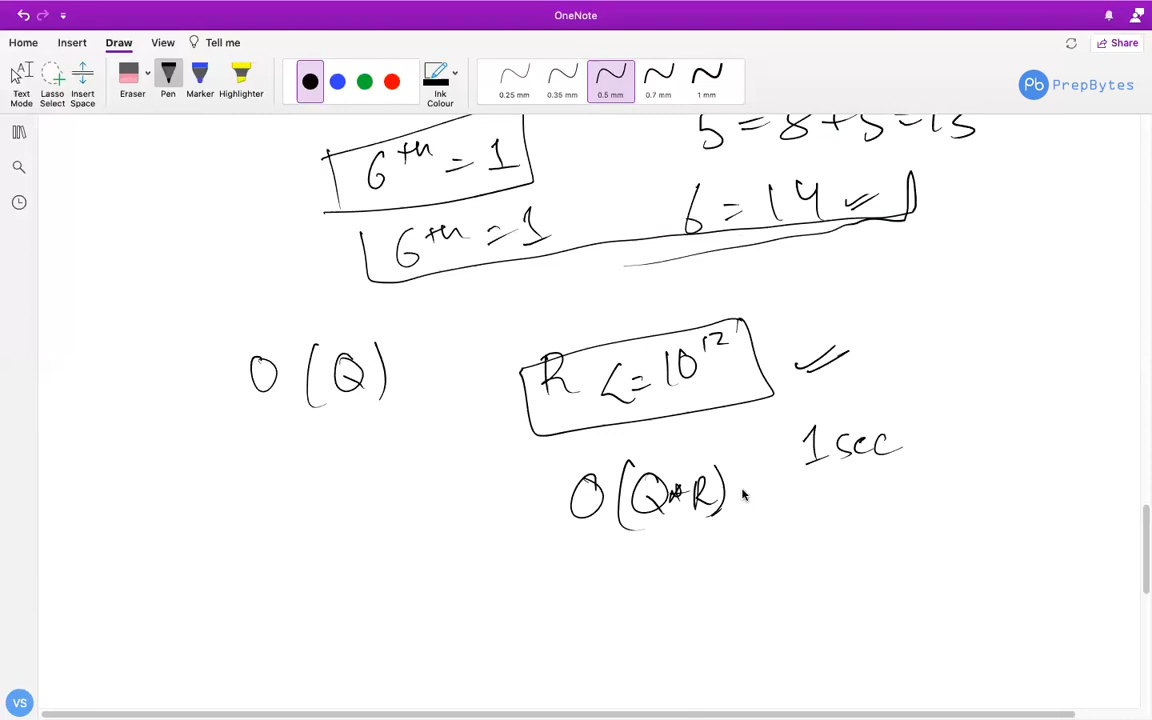 OneNote
Home Insert Draw View Tell me
Share
Text Mode
Lasso Select
Insert Space
Eraser
Pen
Marker
Highlighter
Ink Colour
0.25 mm
0.35 mm
0.5 mm
0.7 mm
1 mm
Pb PrepBytes
5 = 8 + 5 = 13
6th = 1
6 = 14 = 1
6th = 1
O (Q)
R <= 10^12
1 sec
O(Q*R)
VS